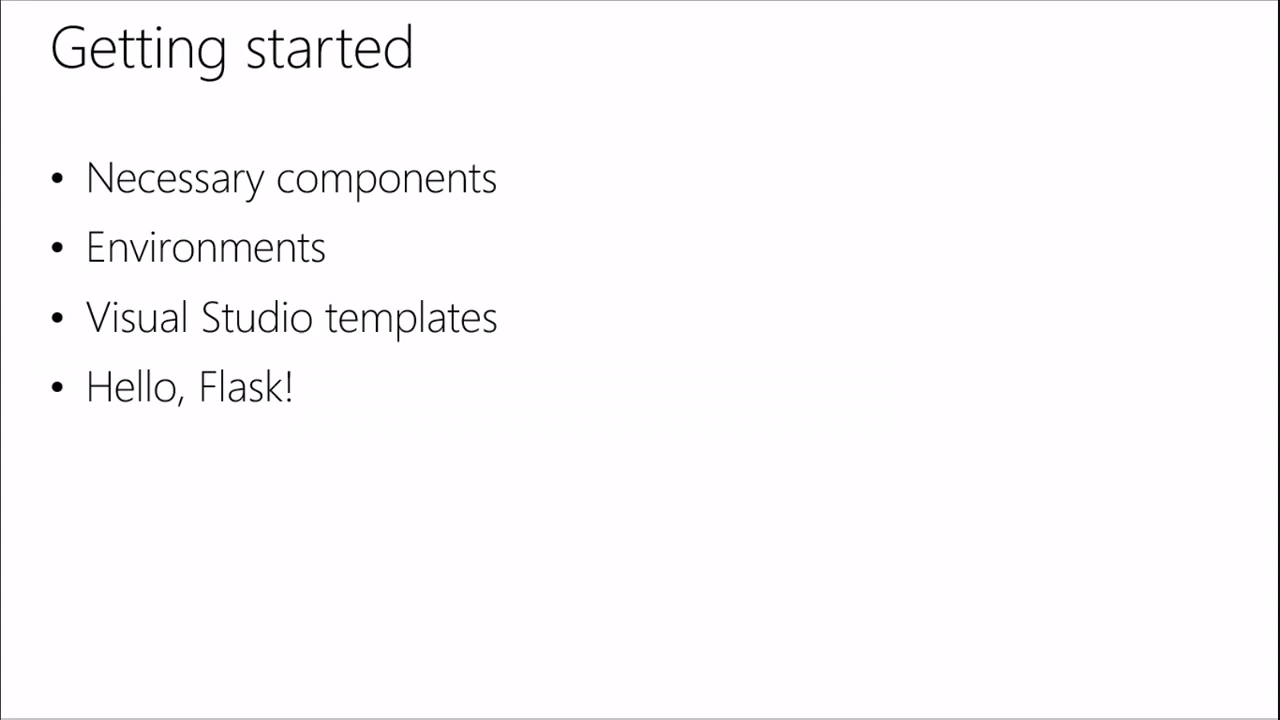 Getting started
• Necessary components
• Environments
• Visual Studio templates
• Hello, Flask!